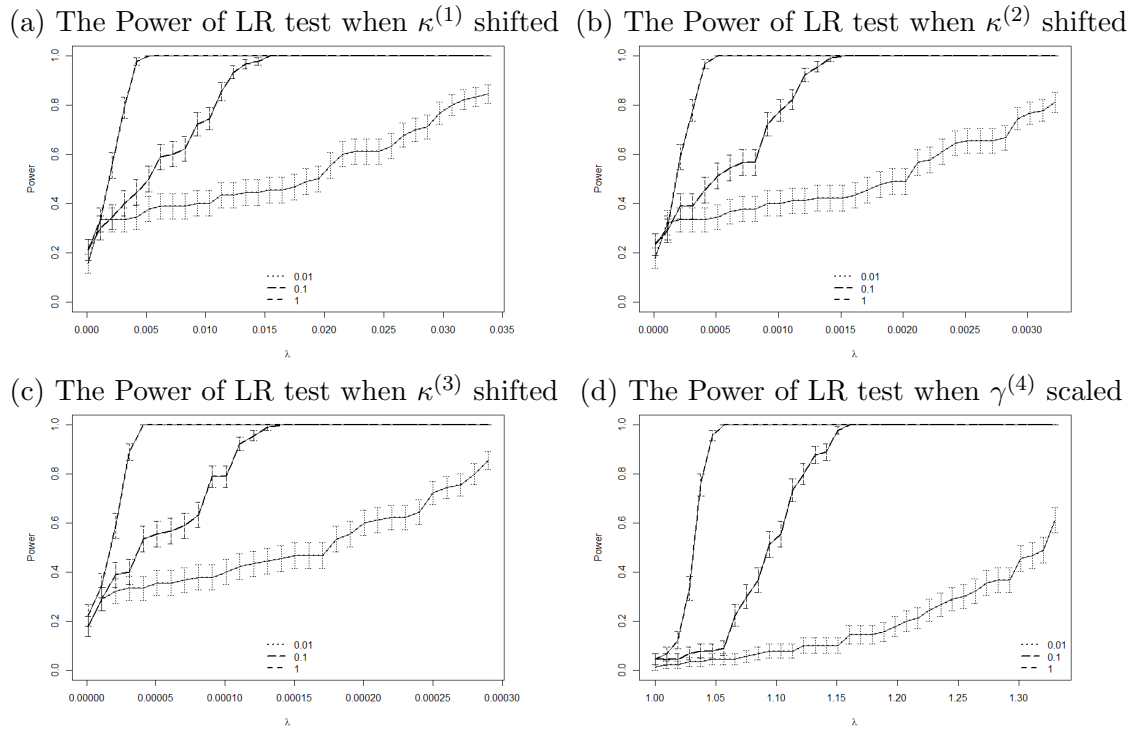 (a) The Power of LR test when κ⁽¹⁾ shifted
(b) The Power of LR test when κ⁽²⁾ shifted
1.0
0.8
0.6
0.4
0.2
0.0
Power
0.01
0.1
1
0.000 0.005 0.010 0.015 0.020 0.025 0.030 0.035
λ
1.0
0.8
0.6
0.4
0.2
0.0
Power
0.01
0.1
1
0.0000 0.0005 0.0010 0.0015 0.0020 0.0025 0.0030
λ
(c) The Power of LR test when κ⁽³⁾ shifted
(d) The Power of LR test when γ⁽⁴⁾ scaled
1.0
0.8
0.6
0.4
0.2
0.0
Power
0.01
0.1
1
0.00000 0.00005 0.00010 0.00015 0.00020 0.00025 0.00030
λ
1.0
0.8
0.6
0.4
0.2
0.0
Power
0.01
0.1
1
1.00 1.05 1.10 1.15 1.20 1.25 1.30
λ